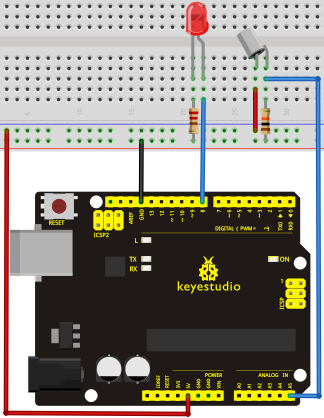 RESET
ICSP2
AREF
GND
13
12
~11
~10
~9
8
7
~6
~5
4
~3
2
TX▸1
RX◂0
L
DIGITAL ( PWM= ~)
TX
RX
ON
keyestudio
1
ICSP
POWER
ANALOG IN
IOREF
RESET
3V3
5V
GND
GND
VIN
A0
A1
A2
A3
A4
A5